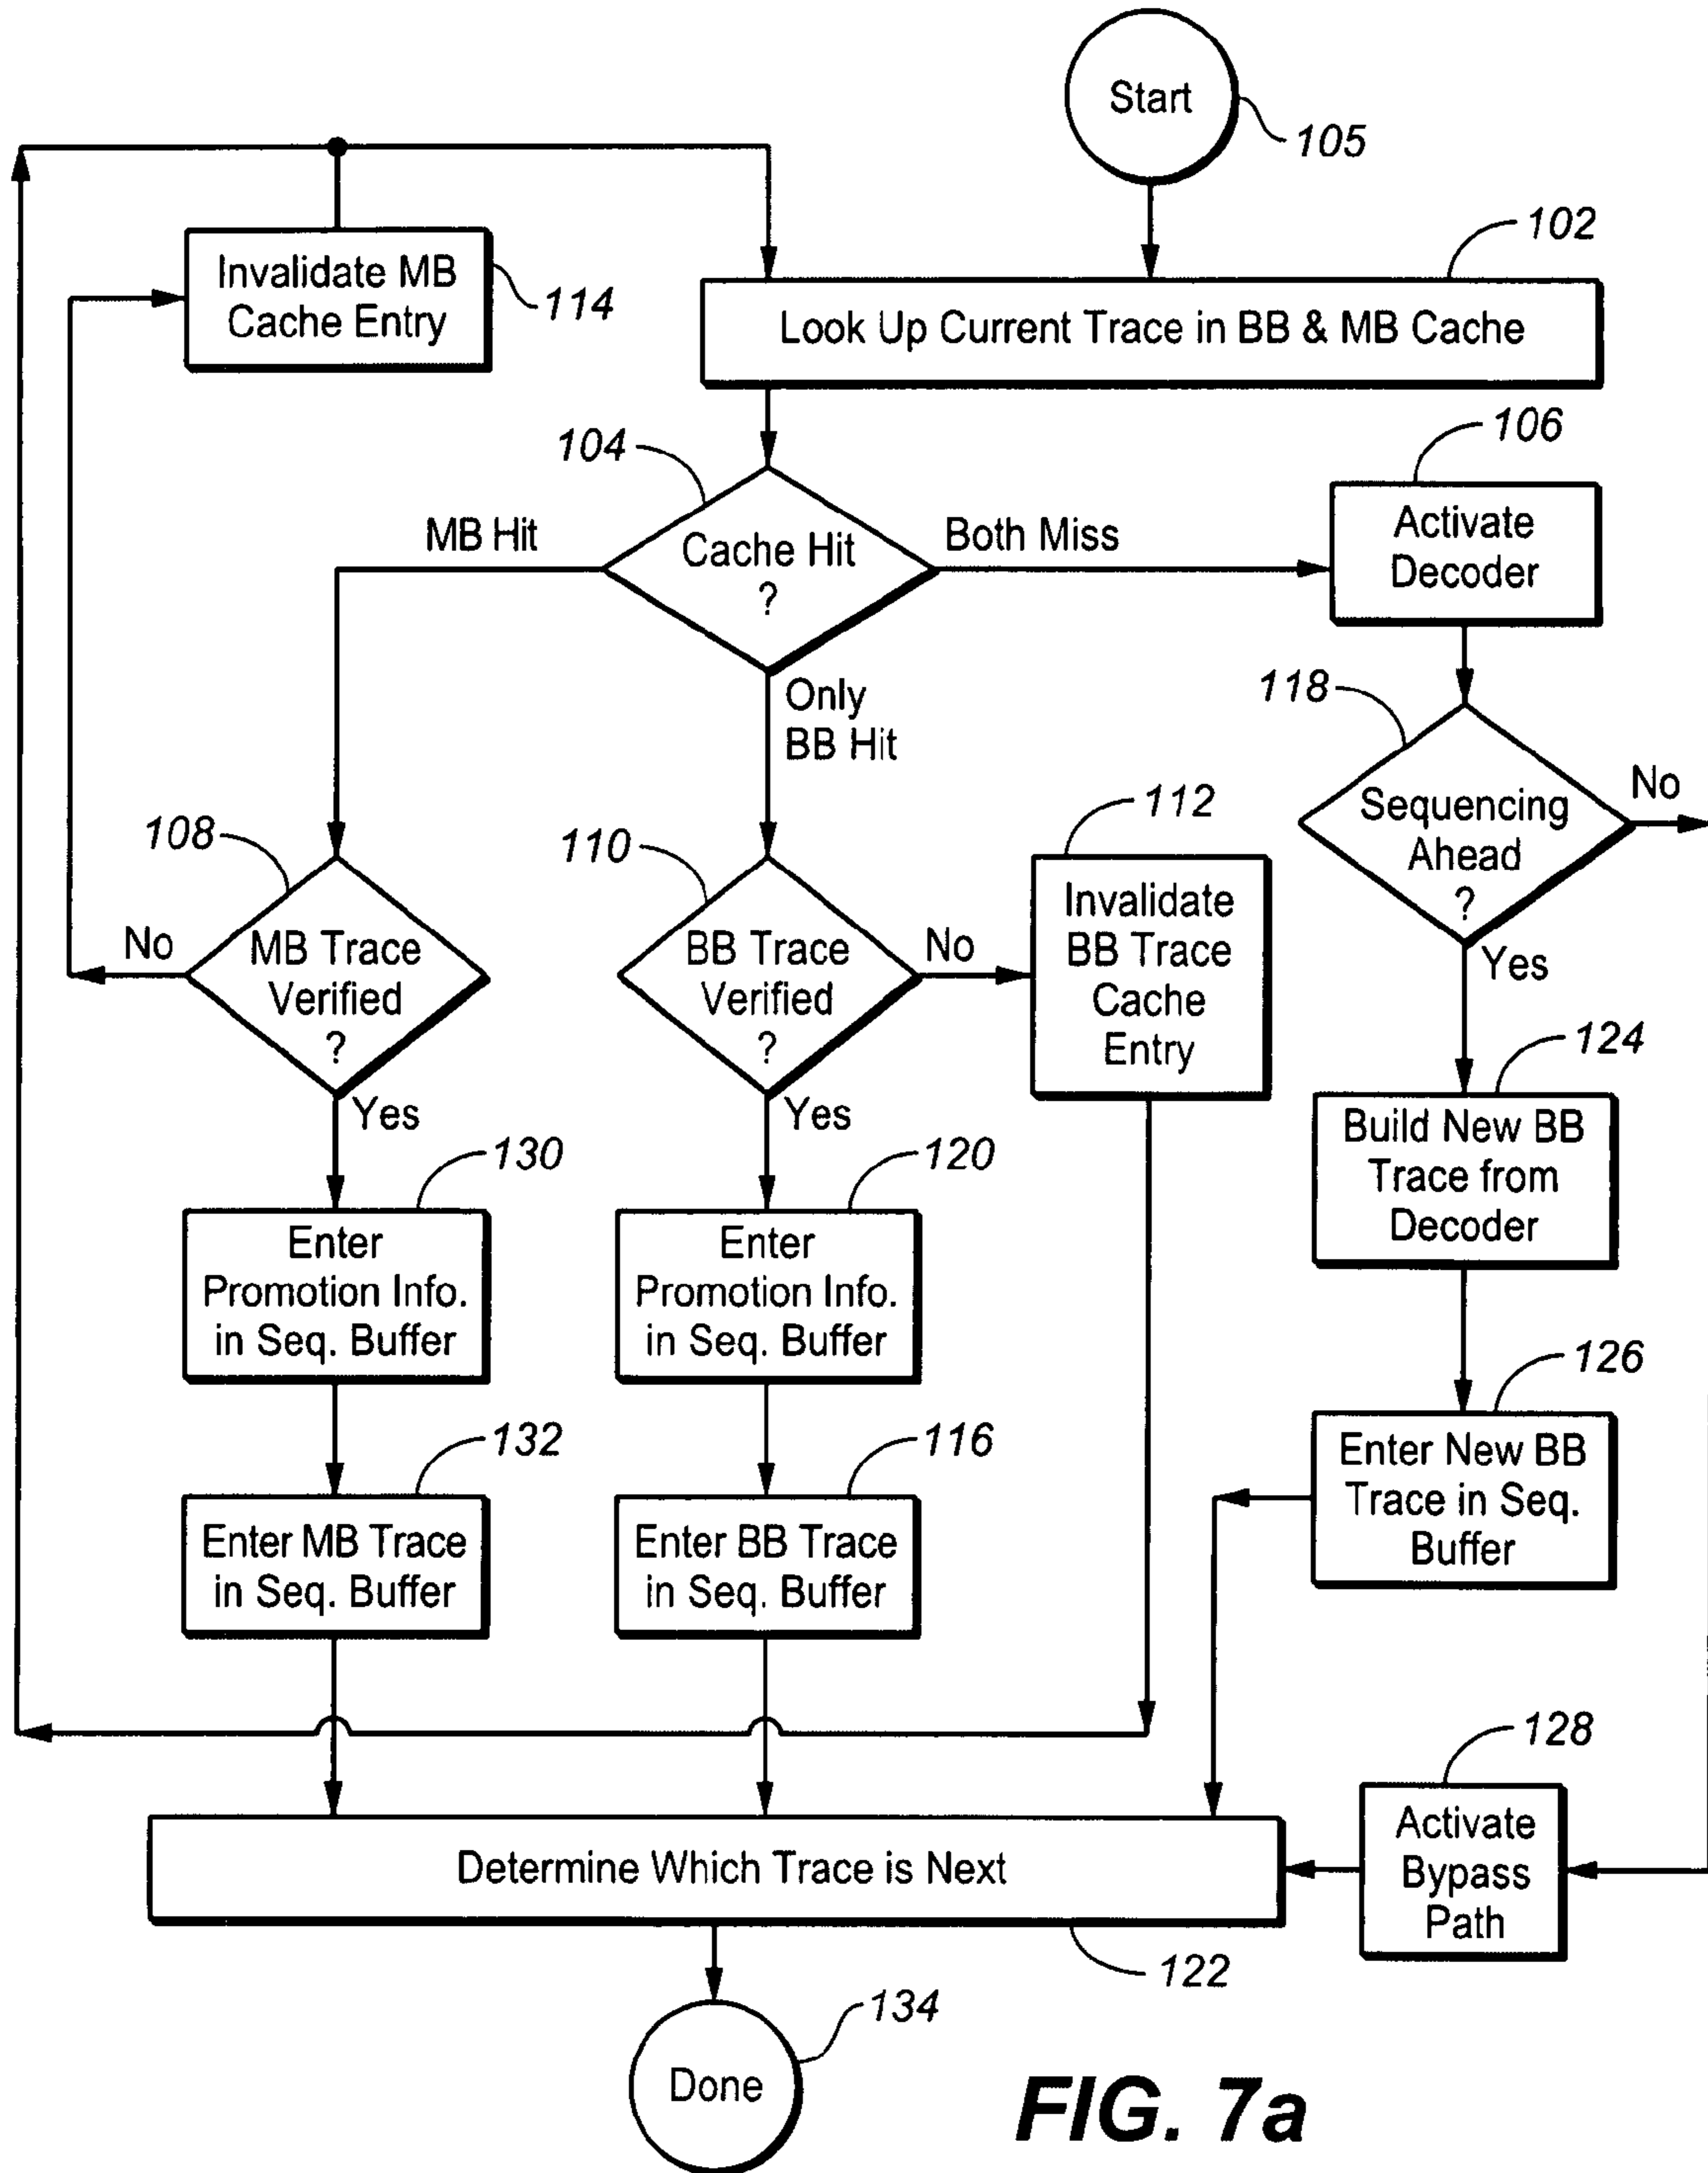 Start
105
102
Invalidate MB
Cache Entry
114
Look Up Current Trace in BB & MB Cache
104
106
MB Hit
Cache Hit
?
Both Miss
Activate
Decoder
Only
BB Hit
118
Sequencing
Ahead
?
No
Yes
108
110
112
No
MB Trace
Verified
?
Yes
BB Trace
Verified
?
No
Yes
Invalidate
BB Trace
Cache
Entry
124
Build New BB
Trace from
Decoder
130
120
Enter
Promotion Info.
in Seq. Buffer
Enter
Promotion Info.
in Seq. Buffer
126
Enter New BB
Trace in Seq.
Buffer
132
116
Enter MB Trace
in Seq. Buffer
Enter BB Trace
in Seq. Buffer
128
Activate
Bypass
Path
Determine Which Trace is Next
122
134
Done
FIG. 7a